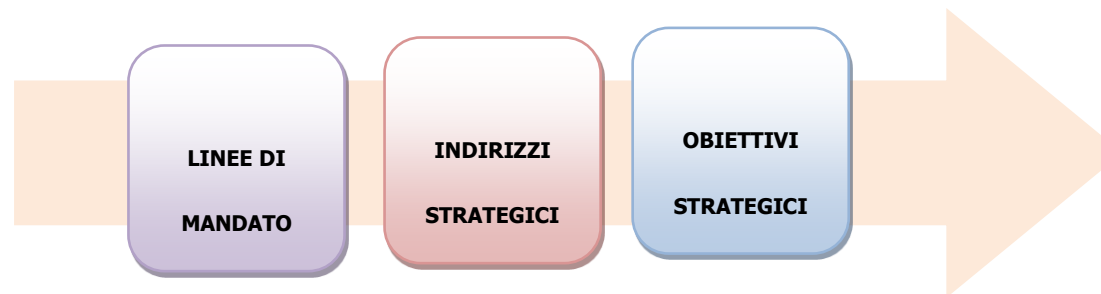 LINEE DI
MANDATO
INDIRIZZI
STRATEGICI
OBIETTIVI
STRATEGICI